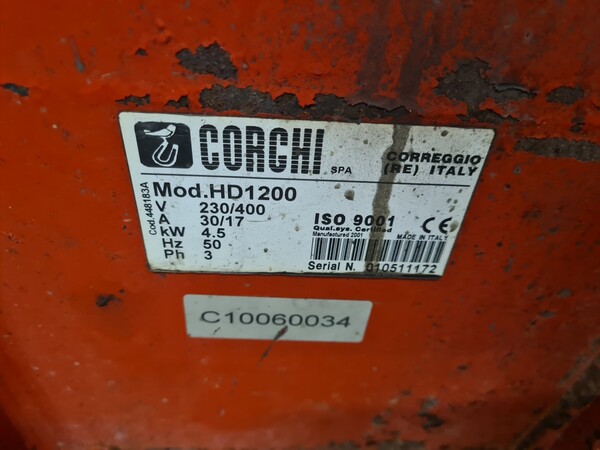 CORGHI SPA
CORREGGIO
(RE) ITALY
Cod.448183A
Mod.HD1200
V 230/400
A 30/17
kW 4.5
Hz 50
Ph 3
ISO 9001
Qual.sys. Certified
Manufactured 2001
CE
MADE IN ITALY
Serial N. 010511172
C10060034